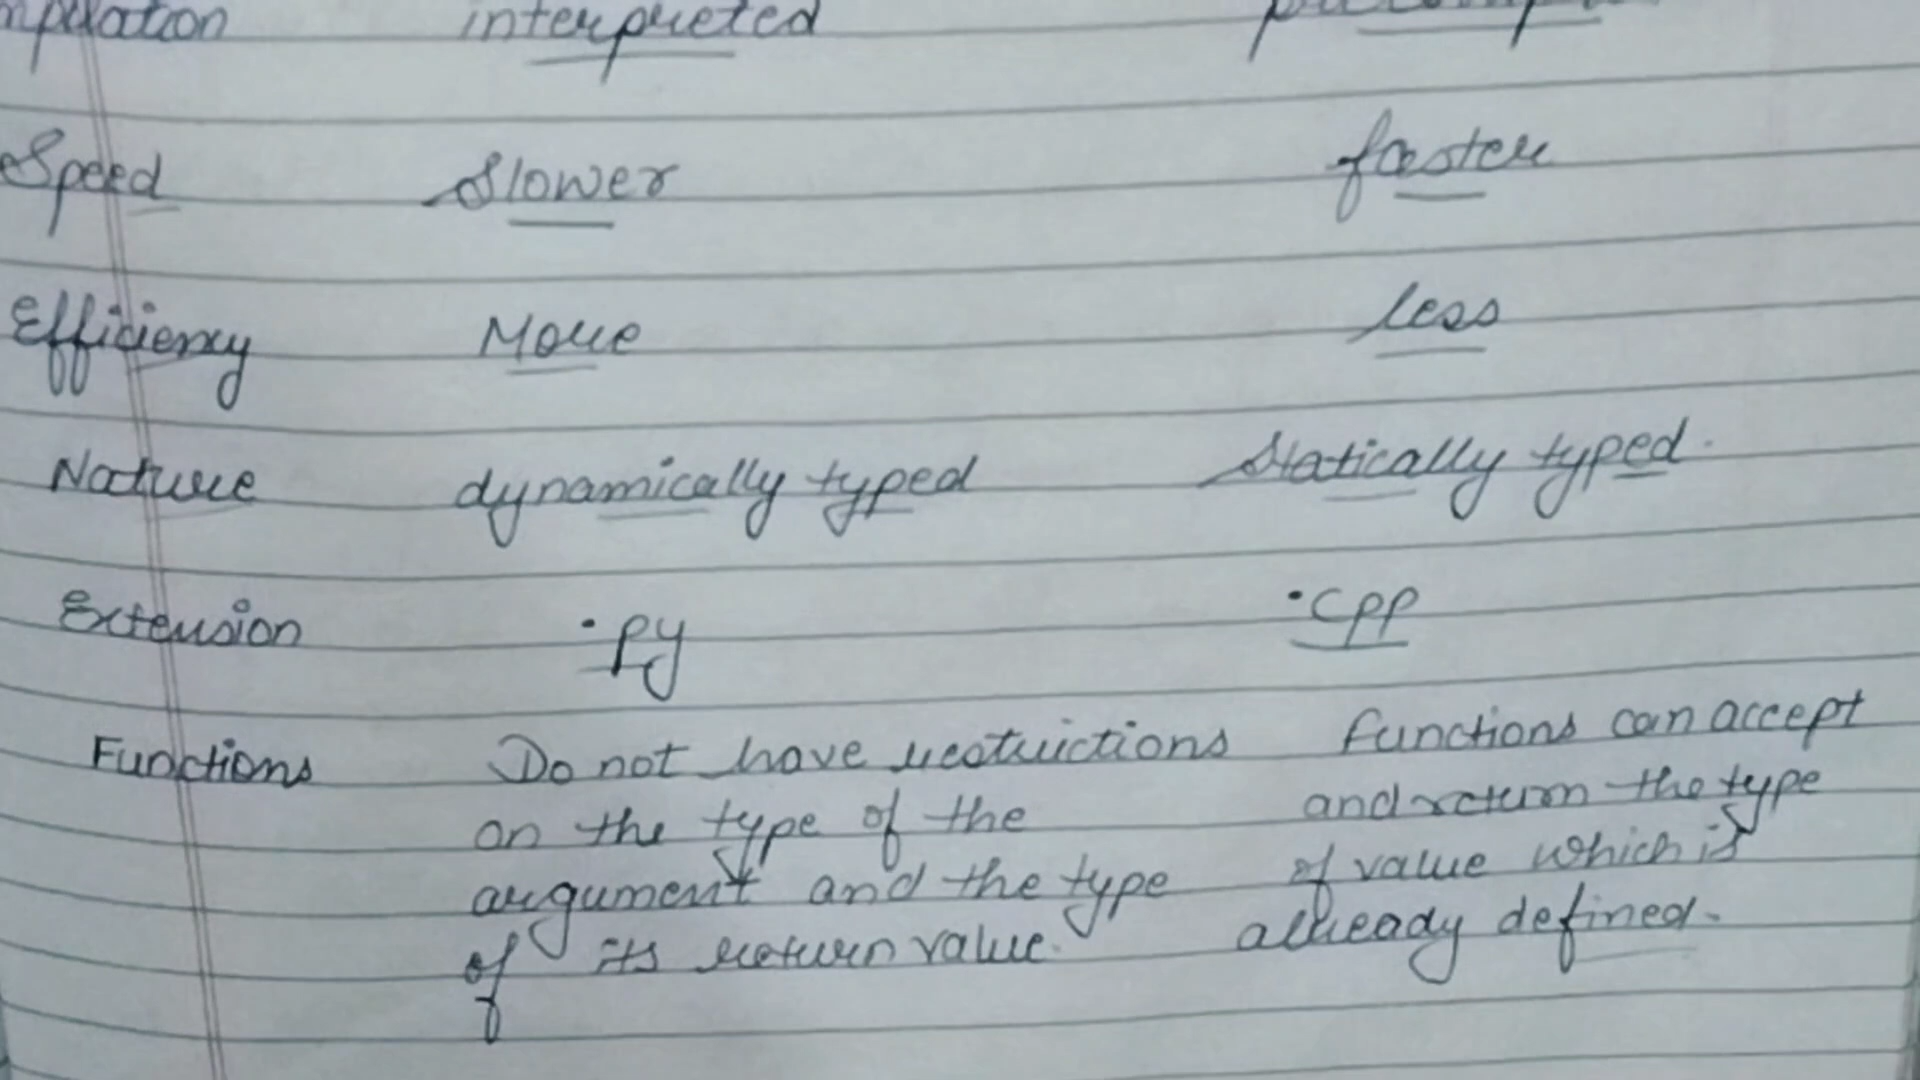 interpreted
Speed Slower faster
Efficiency More less
Nature dynamically typed Statically typed.
Extension .py .cpp
Functions Do not have restrictions functions can accept
on the type of the and return the type
argument and the type of value which is
of its return value. already defined.